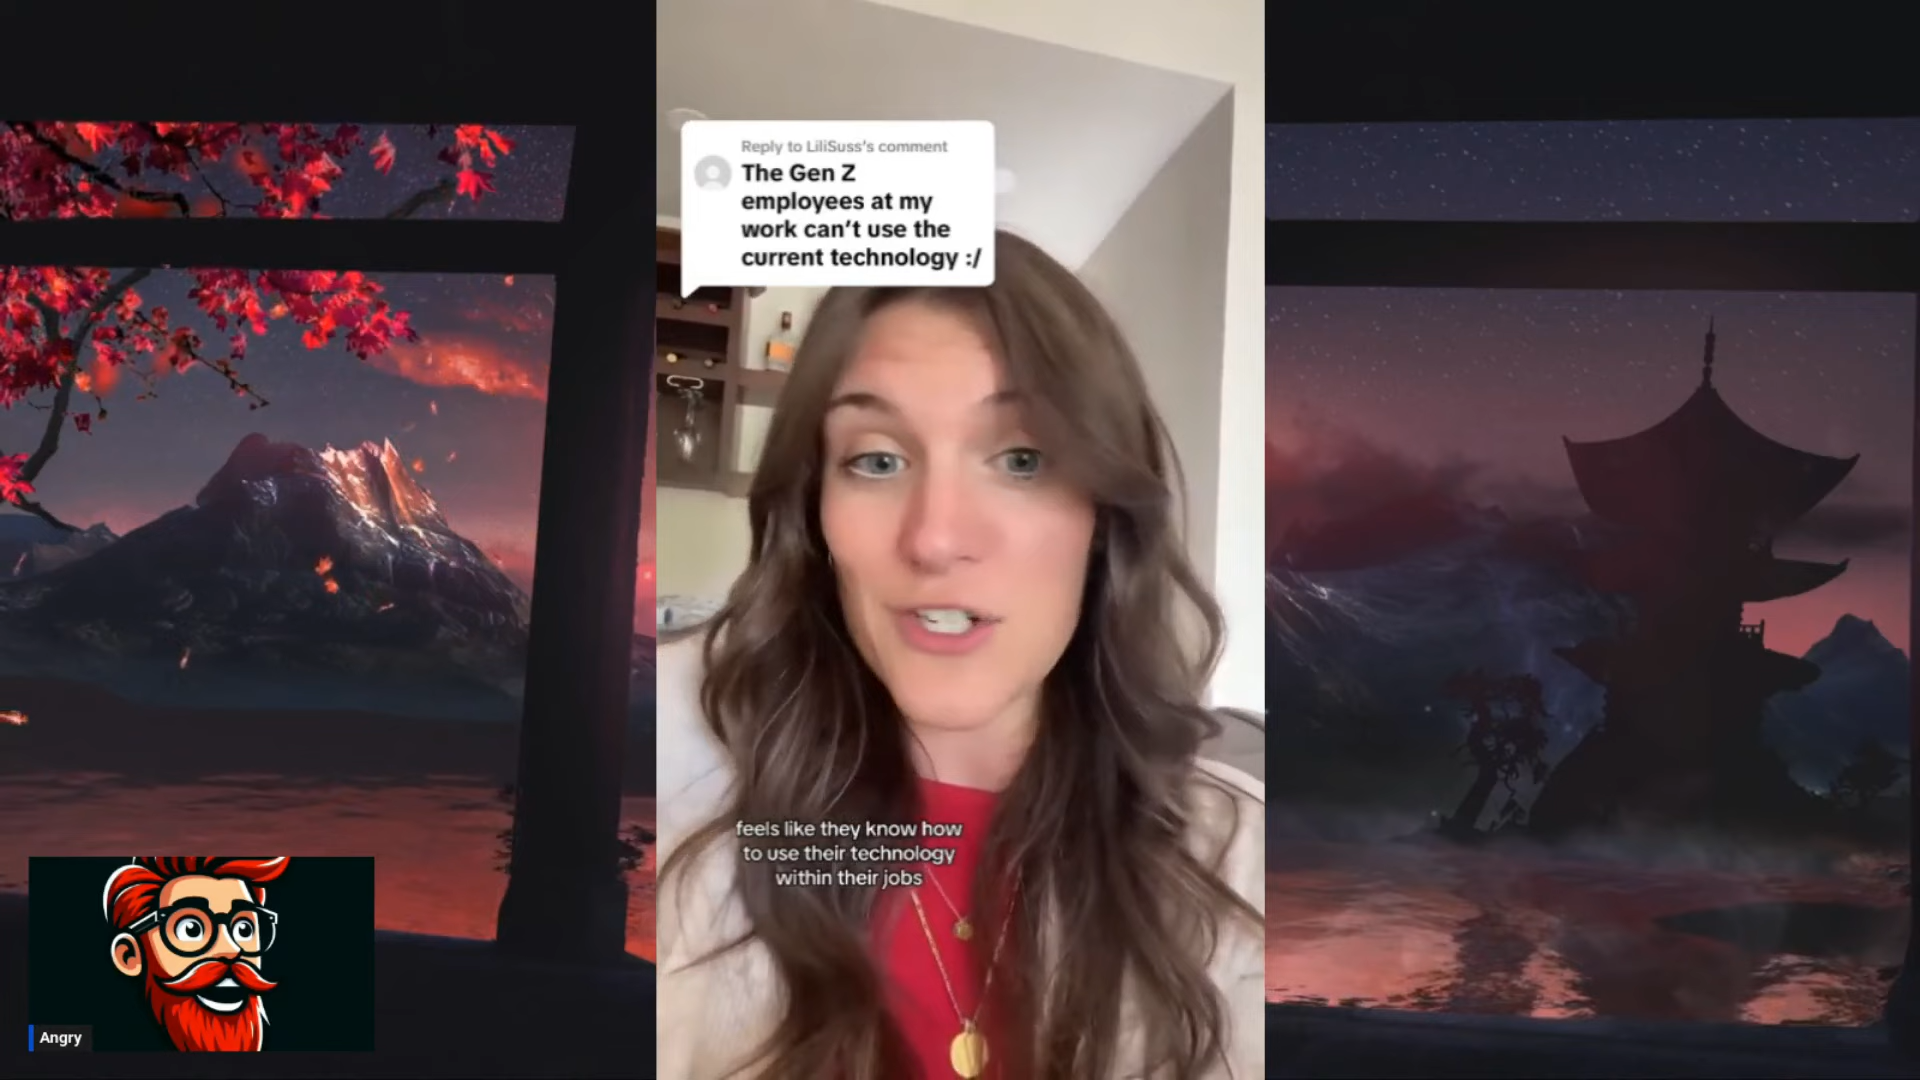 Reply to LiliSuss's comment
The Gen Z
employees at my
work can't use the
current technology :/
feels like they know how
to use their technology
within their jobs
Angry